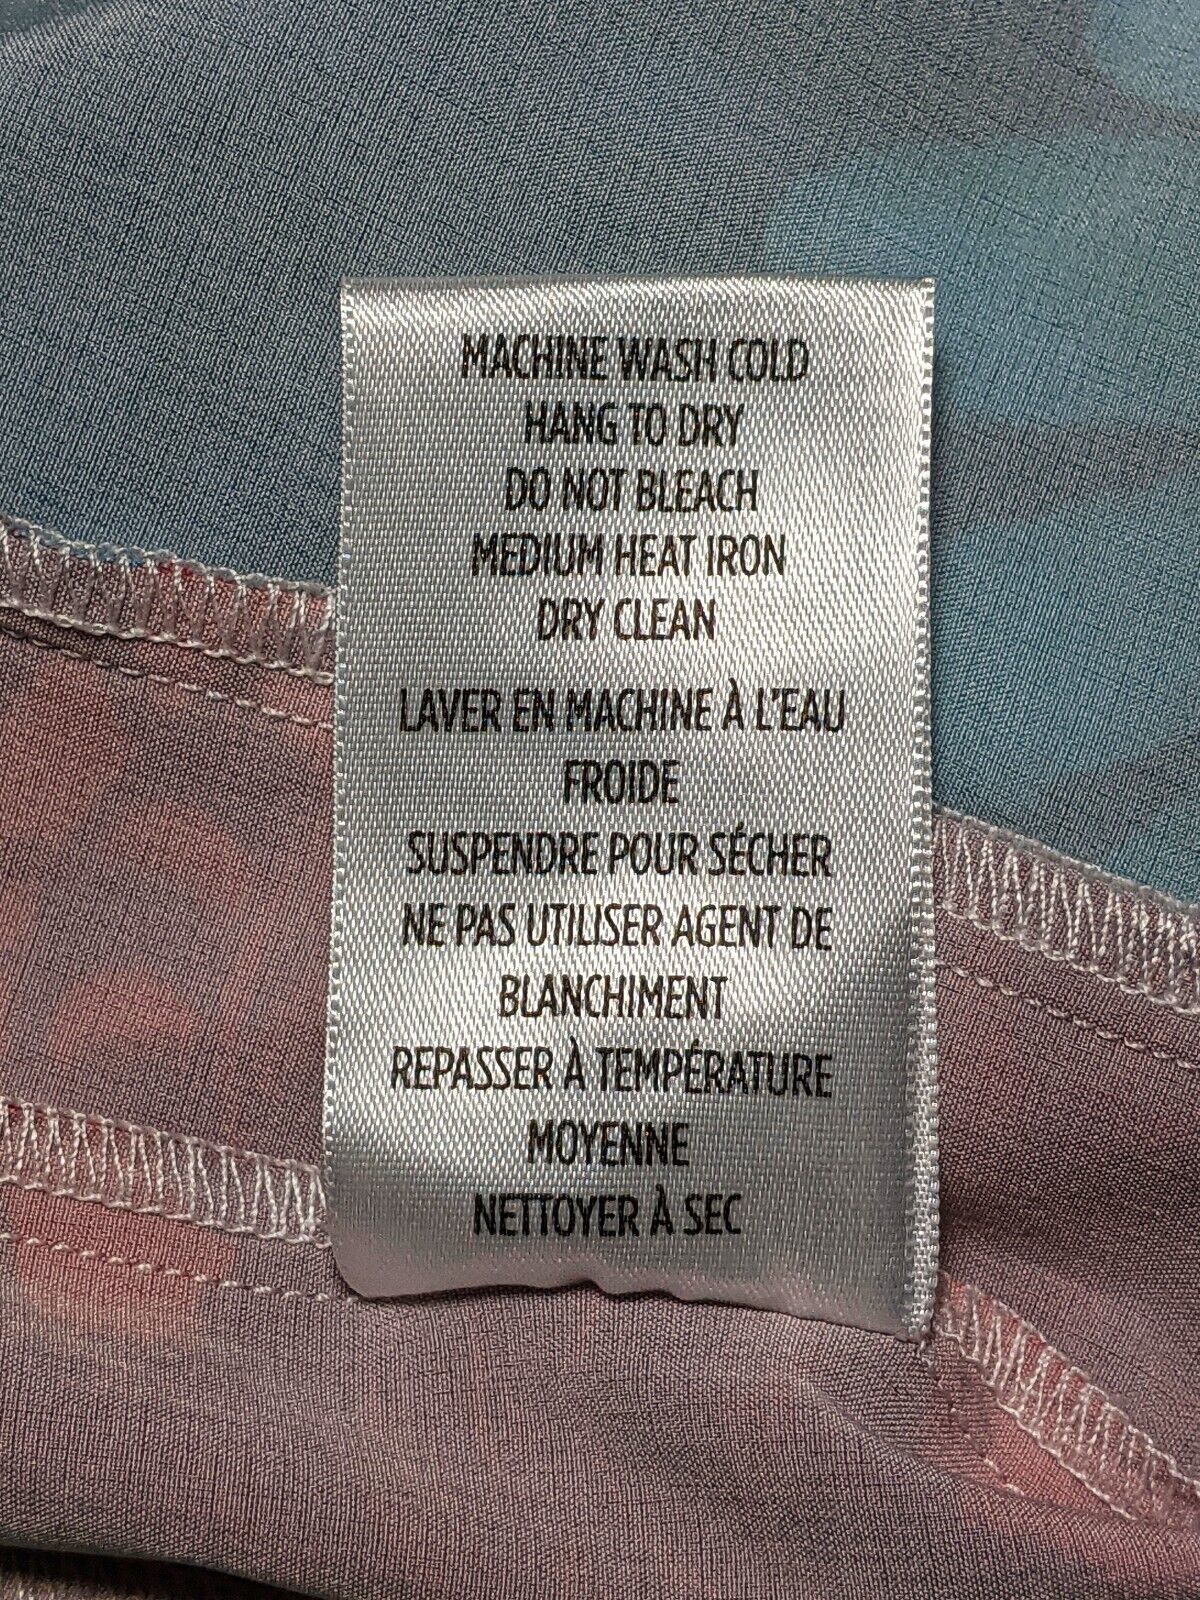 MACHINE WASH COLD
HANG TO DRY
DO NOT BLEACH
MEDIUM HEAT IRON
DRY CLEAN
LAVER EN MACHINE À L'EAU
FROIDE
SUSPENDRE POUR SÉCHER
NE PAS UTILISER AGENT DE
BLANCHIMENT
REPASSER À TEMPÉRATURE
MOYENNE
NETTOYER À SEC